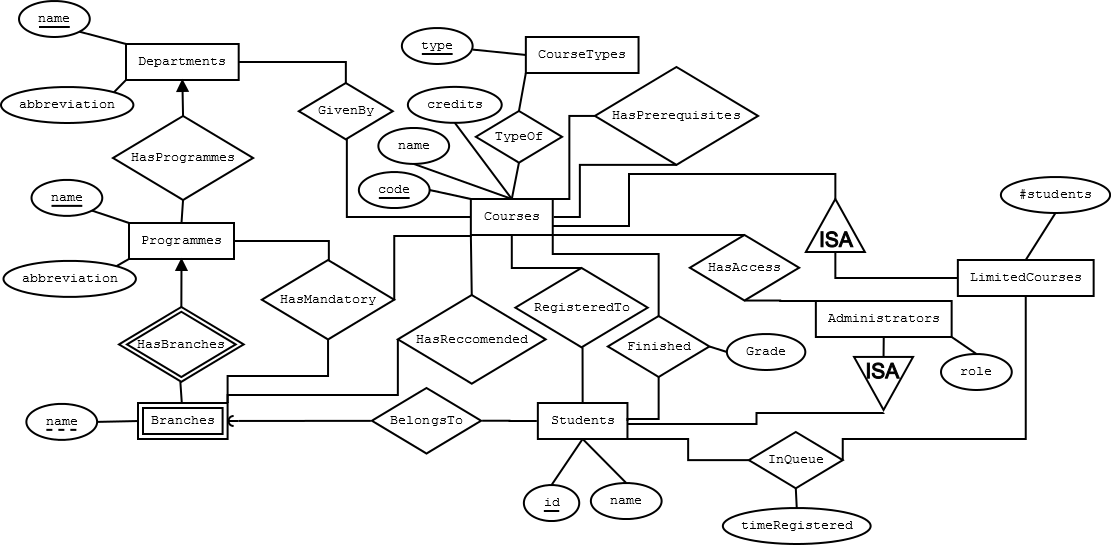 name
Departments
abbreviation
HasProgrammes
name
Programmes
abbreviation
HasBranches
name
Branches
HasMandatory
GivenBy
type
CourseTypes
credits
TypeOf
name
code
Courses
HasPrerequisites
HasReccomended
RegisteredTo
Finished
Grade
HasAccess
ISA
#students
LimitedCourses
Administrators
role
ISA
BelongsTo
Students
id
name
InQueue
timeRegistered